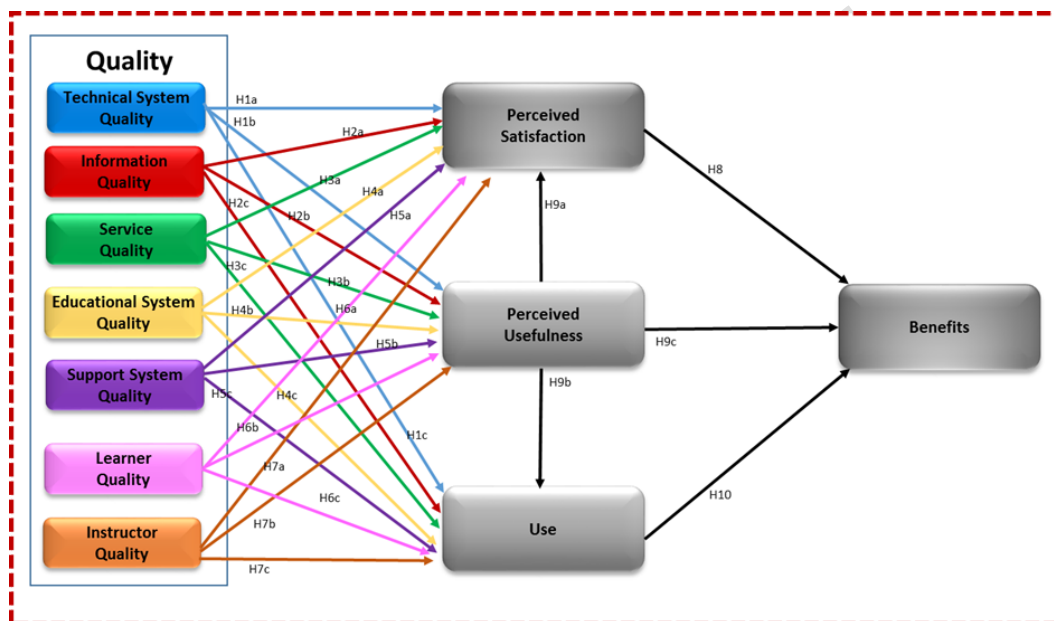 Quality
Technical System
Quality
Information
Quality
Service
Quality
Educational System
Quality
Support System
Quality
Learner
Quality
Instructor
Quality
H1a
H1b
H2a
H2c
H3a
H4a
H2b
H5a
H3c
H3b
H4b
H6a
H5b
H5c
H4c
H6b
H1c
H7a
H6c
H7b
H7c
Perceived
Satisfaction
H9a
Perceived
Usefulness
H9b
Use
H8
H9c
H10
Benefits